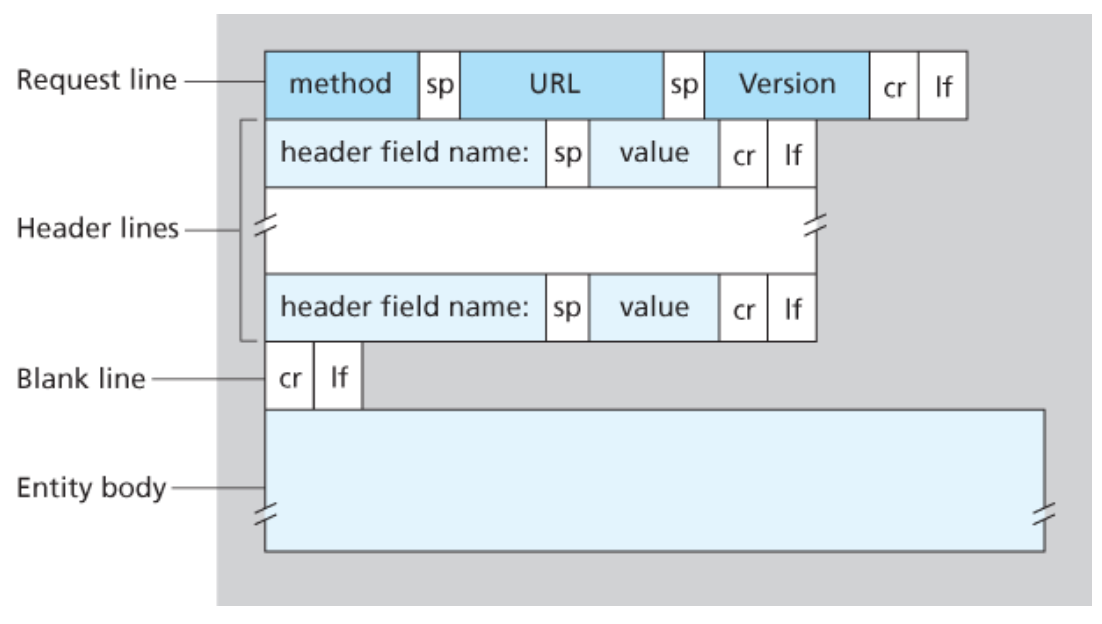 Request line method sp URL sp Version cr lf
header field name: sp value cr lf
Header lines
header field name: sp value cr lf
Blank line cr lf
Entity body